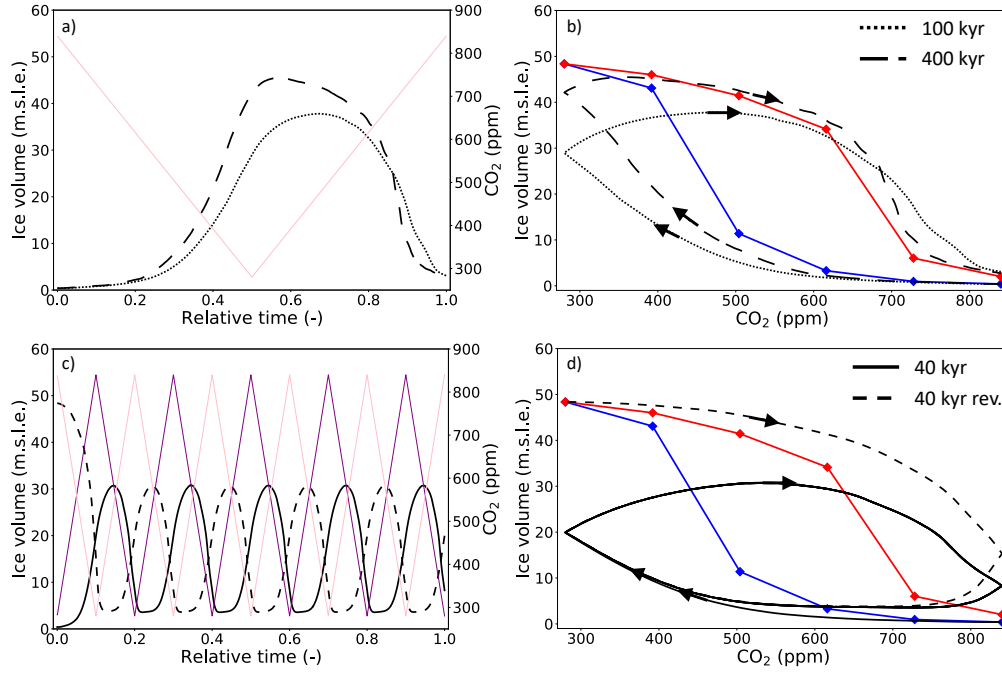 a)
60
50
40
30
20
10
0
Ice volume (m.s.l.e.)
0.0 0.2 0.4 0.6 0.8 1.0
Relative time (-)
900
800
700
600
500
400
300
CO₂ (ppm)
b)
100 kyr
400 kyr
60
50
40
30
20
10
0
Ice volume (m.s.l.e.)
300 400 500 600 700 800
CO₂ (ppm)
c)
60
50
40
30
20
10
0
Ice volume (m.s.l.e.)
0.0 0.2 0.4 0.6 0.8 1.0
Relative time (-)
900
800
700
600
500
400
300
CO₂ (ppm)
d)
40 kyr
40 kyr rev.
60
50
40
30
20
10
0
Ice volume (m.s.l.e.)
300 400 500 600 700 800
CO₂ (ppm)